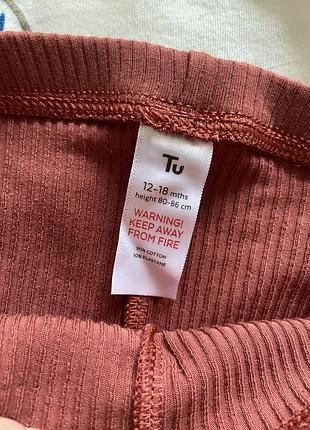 Tu
12-18 mths
height 80-86 cm
WARNING!
KEEP AWAY
FROM FIRE
90% COTTON
10% ELASTANE